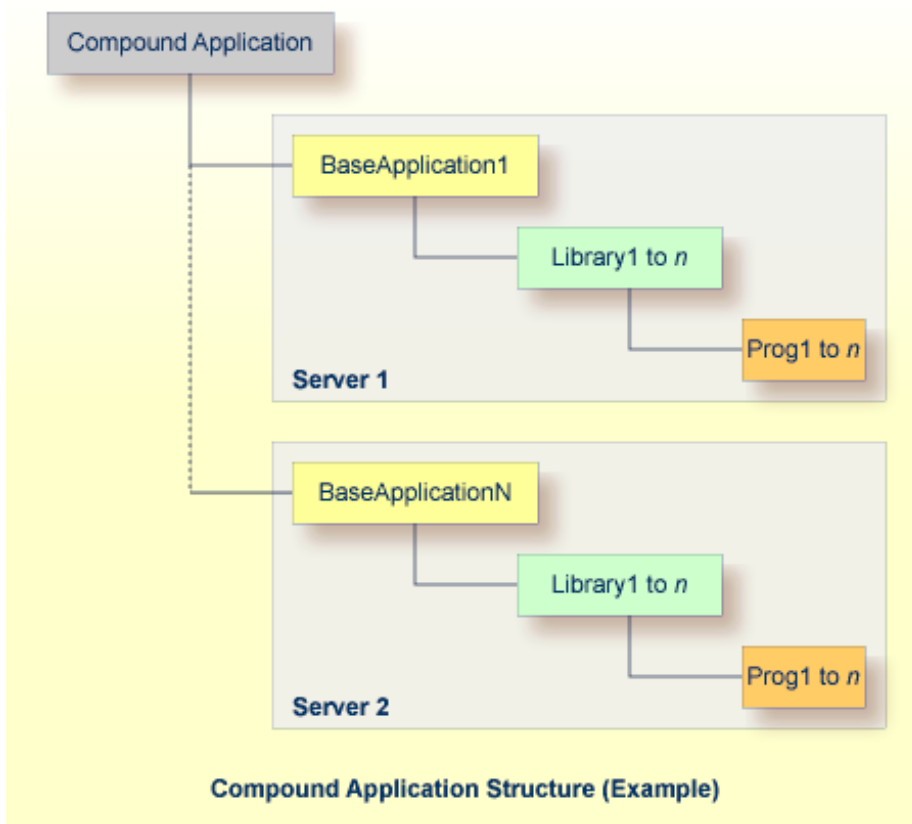 Compound Application
BaseApplication1
Library1 to n
Prog1 to n
Server 1
BaseApplicationN
Library1 to n
Prog1 to n
Server 2
Compound Application Structure (Example)